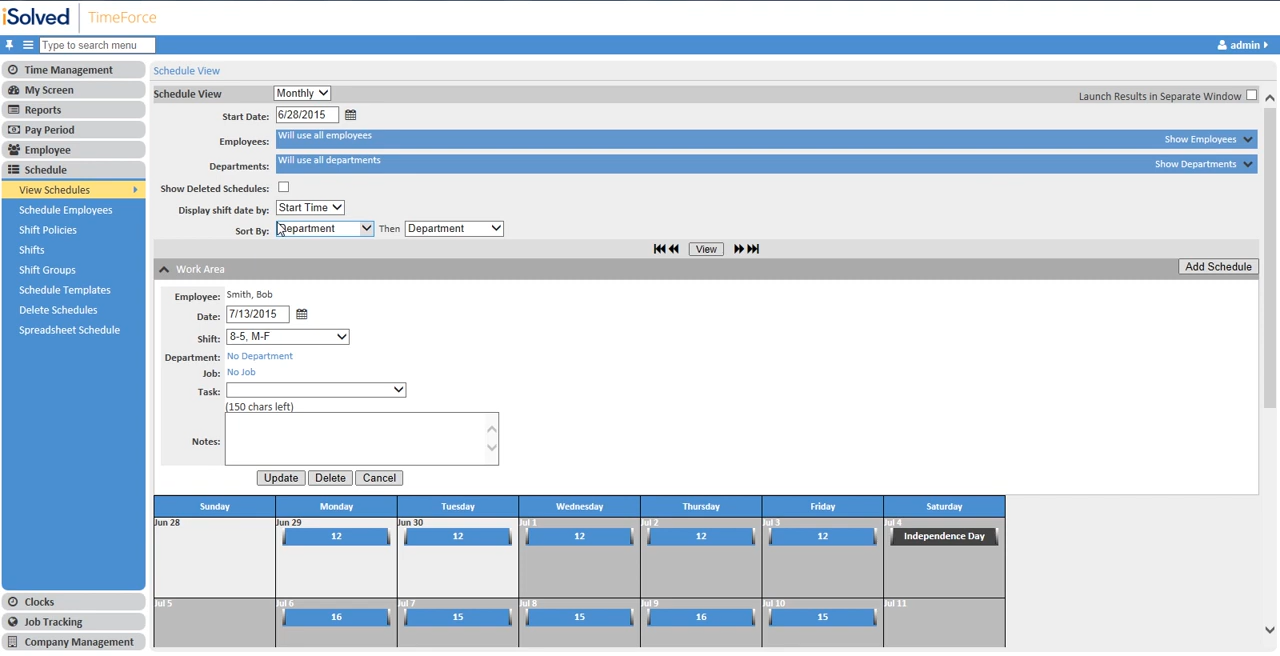 iSolved TimeForce
Type to search menu
admin
Time Management
My Screen
Reports
Pay Period
Employee
Schedule
View Schedules
Schedule Employees
Shift Policies
Shifts
Shift Groups
Schedule Templates
Delete Schedules
Spreadsheet Schedule
Clocks
Job Tracking
Company Management
Schedule View
Schedule View Monthly Launch Results in Separate Window
Start Date: 6/28/2015
Employees: Will use all employees Show Employees
Departments: Will use all departments Show Departments
Show Deleted Schedules:
Display shift date by: Start Time
Sort By: Department Then Department
View
Work Area Add Schedule
Employee: Smith, Bob
Date: 7/13/2015
Shift: 8-5, M-F
Department: No Department
Job: No Job
Task:
(150 chars left)
Notes:
Update Delete Cancel
Sunday Monday Tuesday Wednesday Thursday Friday Saturday
Jun 28 Jun 29 Jun 30 Jul 1 Jul 2 Jul 3 Jul 4
12 12 12 12 12 Independence Day
Jul 5 Jul 6 Jul 7 Jul 8 Jul 9 Jul 10 Jul 11
16 15 15 16 15